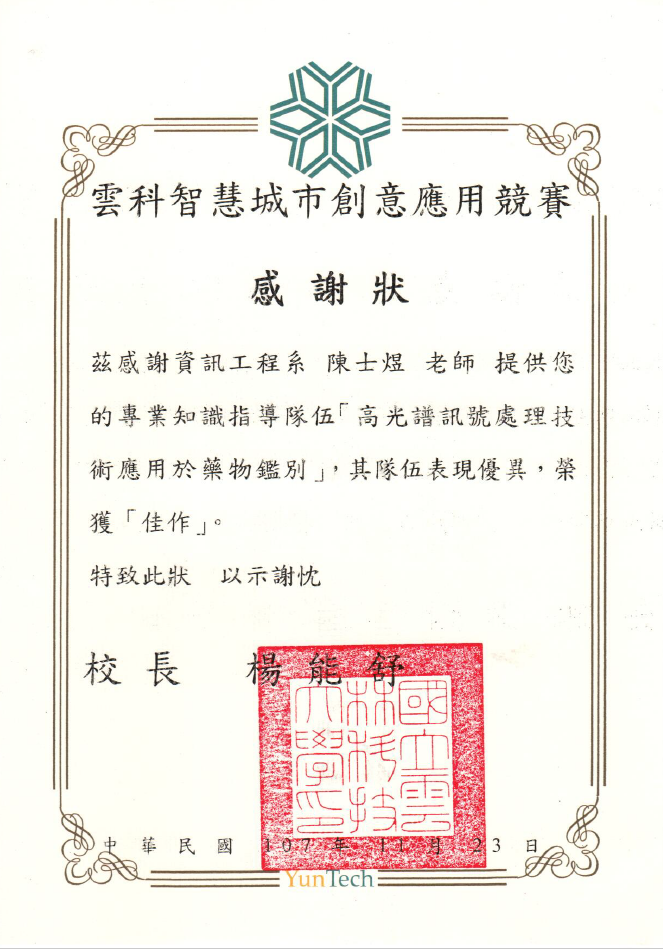 雲科智慧城市創意應用競賽
感謝狀
茲感謝資訊工程系 陳士煜 老師 提供您
的專業知識指導隊伍「高光譜訊號處理技
術應用於藥物鑑別」，其隊伍表現優異，榮
獲「佳作」。
特致此狀 以示謝忱
校長 楊能舒
國立雲
林科技
大學印
中華民國 107 年 11 月 23 日
YunTech